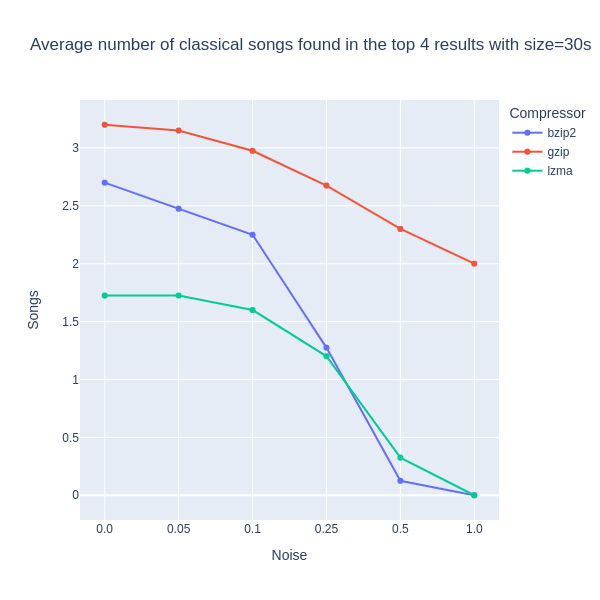 Average number of classical songs found in the top 4 results with size=30s
Compressor
bzip2
gzip
lzma
Songs
3
2.5
2
1.5
1
0.5
0
0.0 0.05 0.1 0.25 0.5 1.0
Noise